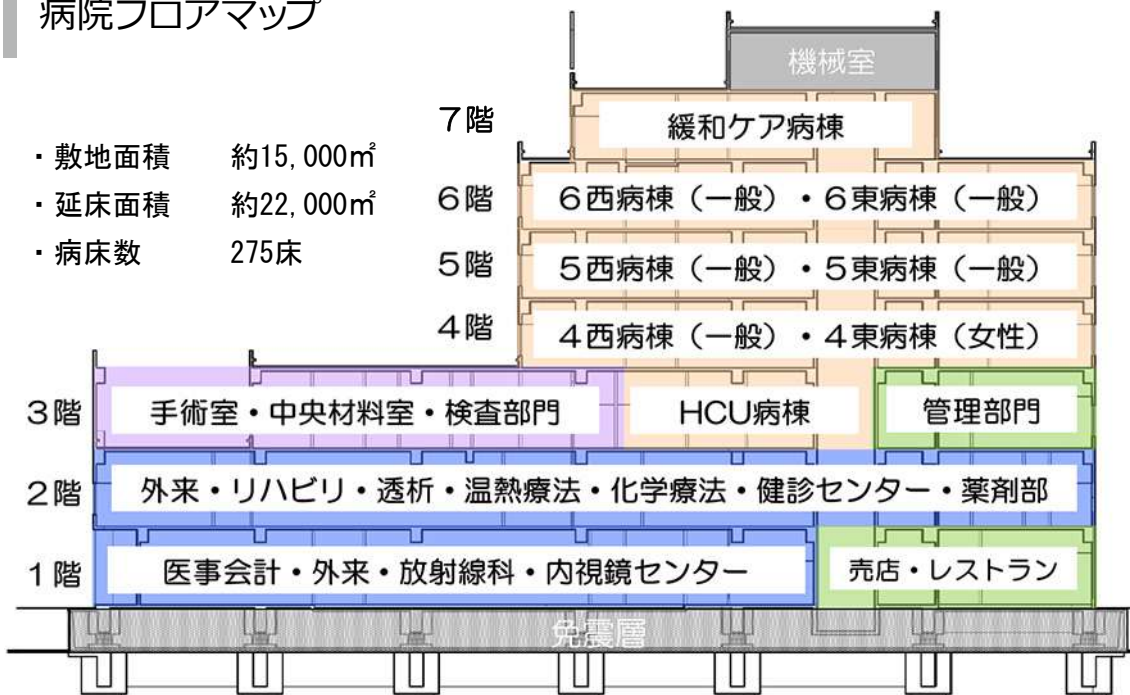 病院フロアマップ
・敷地面積 約15,000㎡
・延床面積 約22,000㎡
・病床数 275床
機械室
7階 緩和ケア病棟
6階 6西病棟（一般）・6東病棟（一般）
5階 5西病棟（一般）・5東病棟（一般）
4階 4西病棟（一般）・4東病棟（女性）
3階 手術室・中央材料室・検査部門 HCU病棟 管理部門
2階 外来・リハビリ・透析・温熱療法・化学療法・健診センター・薬剤部
1階 医事会計・外来・放射線科・内視鏡センター 売店・レストラン
免震層